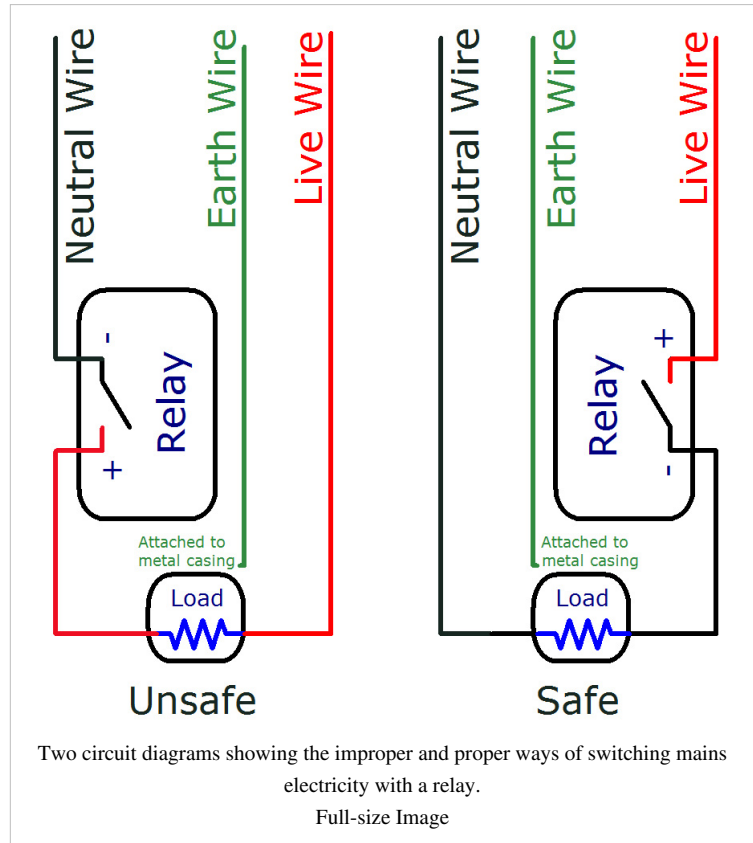 Neutral Wire
Earth Wire
Live Wire
-
Relay
+
Attached to
metal casing
Load
Unsafe
Neutral Wire
Earth Wire
Live Wire
+
Relay
-
Attached to
metal casing
Load
Safe
Two circuit diagrams showing the improper and proper ways of switching mains
electricity with a relay.
Full-size Image